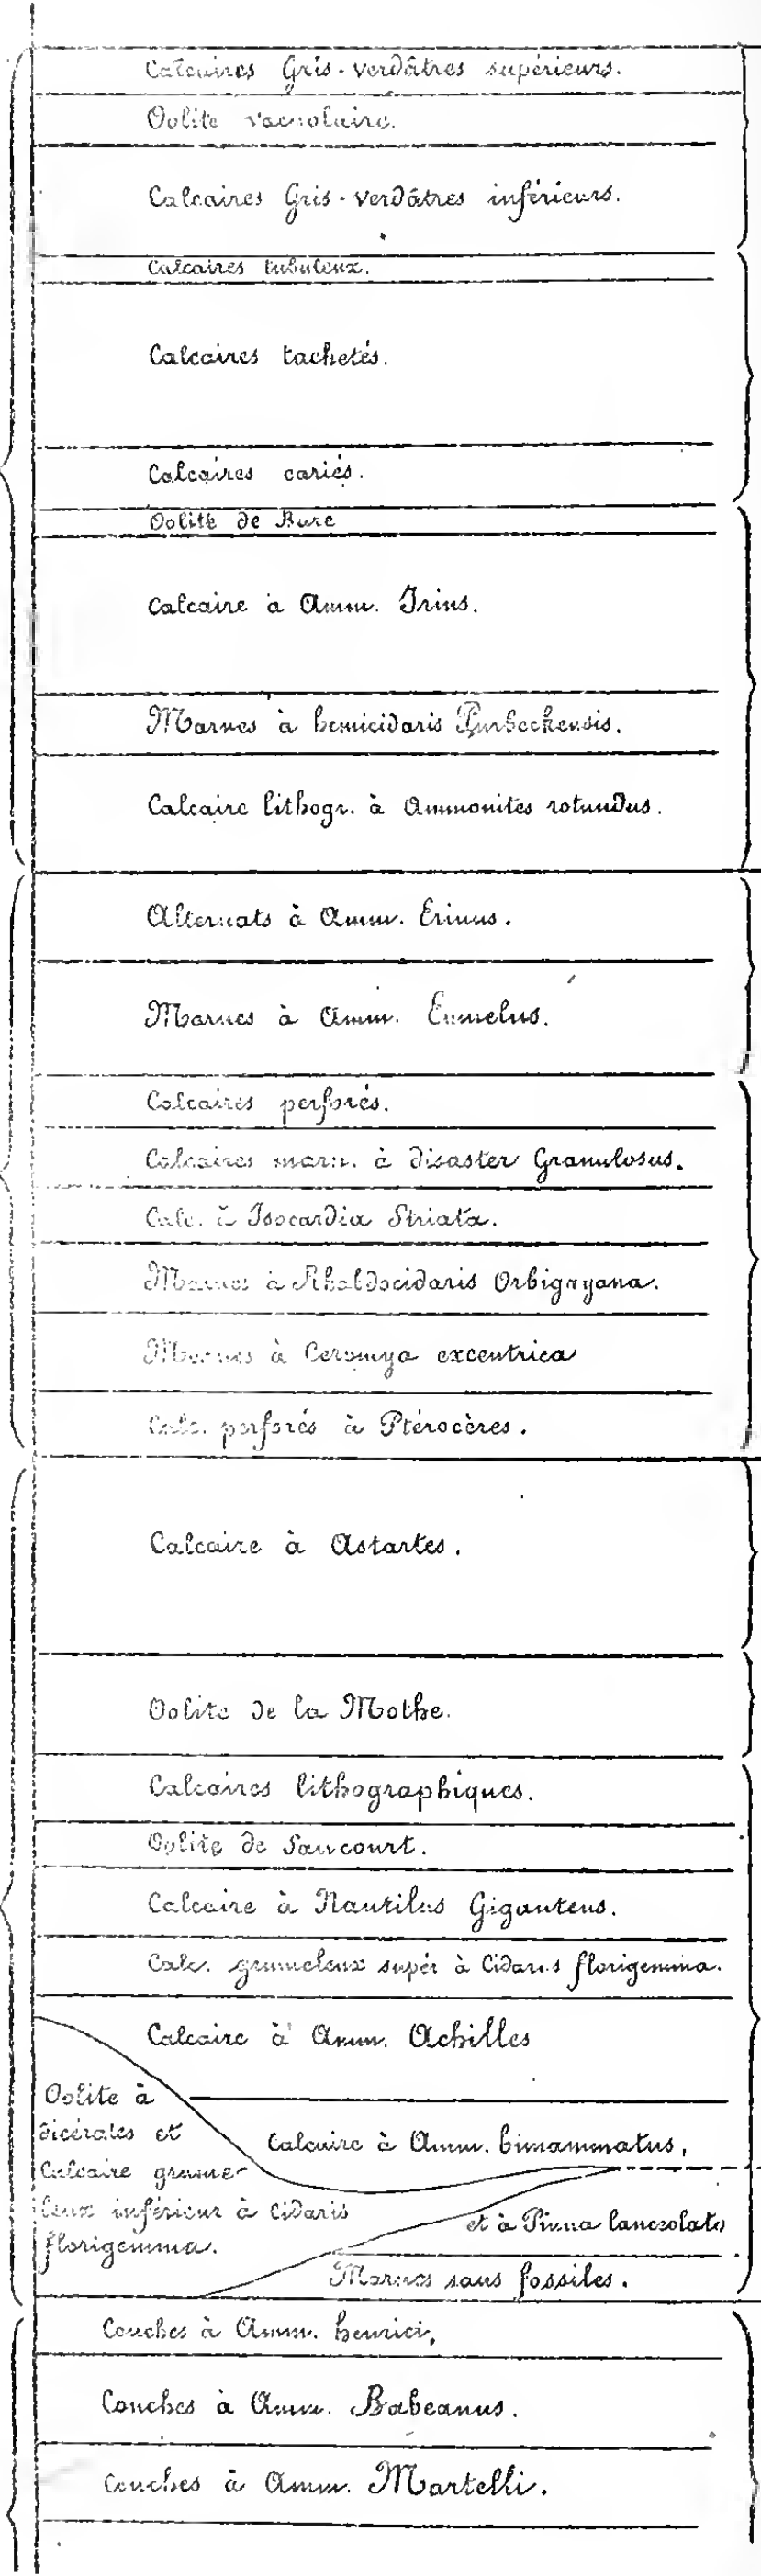 Calcaires Gris-verdâtres supérieurs.
Oolite vacuolaire.
Calcaires Gris-verdâtres inférieurs.
Calcaires tubuleux.
Calcaires tachetés.
Calcaires cariés.
Oolite de Bure
Calcaire à Amm. Irius.
Marnes à hemicidaris Purbeckensis.
Calcaire lithogr. à Ammonites rotundus.
Alternats à Amm. Erinus.
Marnes à Amm. Eumelus.
Calcaires perforés.
Calcaires marn. à disaster Granulosus.
Calc. à Isocardia Striata.
Marnes à Rhabdocidaris Orbignyana.
Marnes à Ceromya excentrica
Calc. perforés à Ptérocères.
Calcaire à Astartes.
Oolite de la Mothe.
Calcaires lithographiques.
Oolite de Saucourt.
Calcaire à Nautilus Giganteus.
Calc. grumeleux supér à Cidaris florigemma.
Calcaire à Amm. Achilles
Oolite à
dicérates et
Calcaire grume-
leux inférieur à cidaris
florigemma.
Calcaire à Amm. bimammatus,
et à Pinna lanceolata
Marnes sans fossiles.
Couches à Amm. henrici,
Couches à Amm. Babeanus.
Couches à Amm. Martelli.